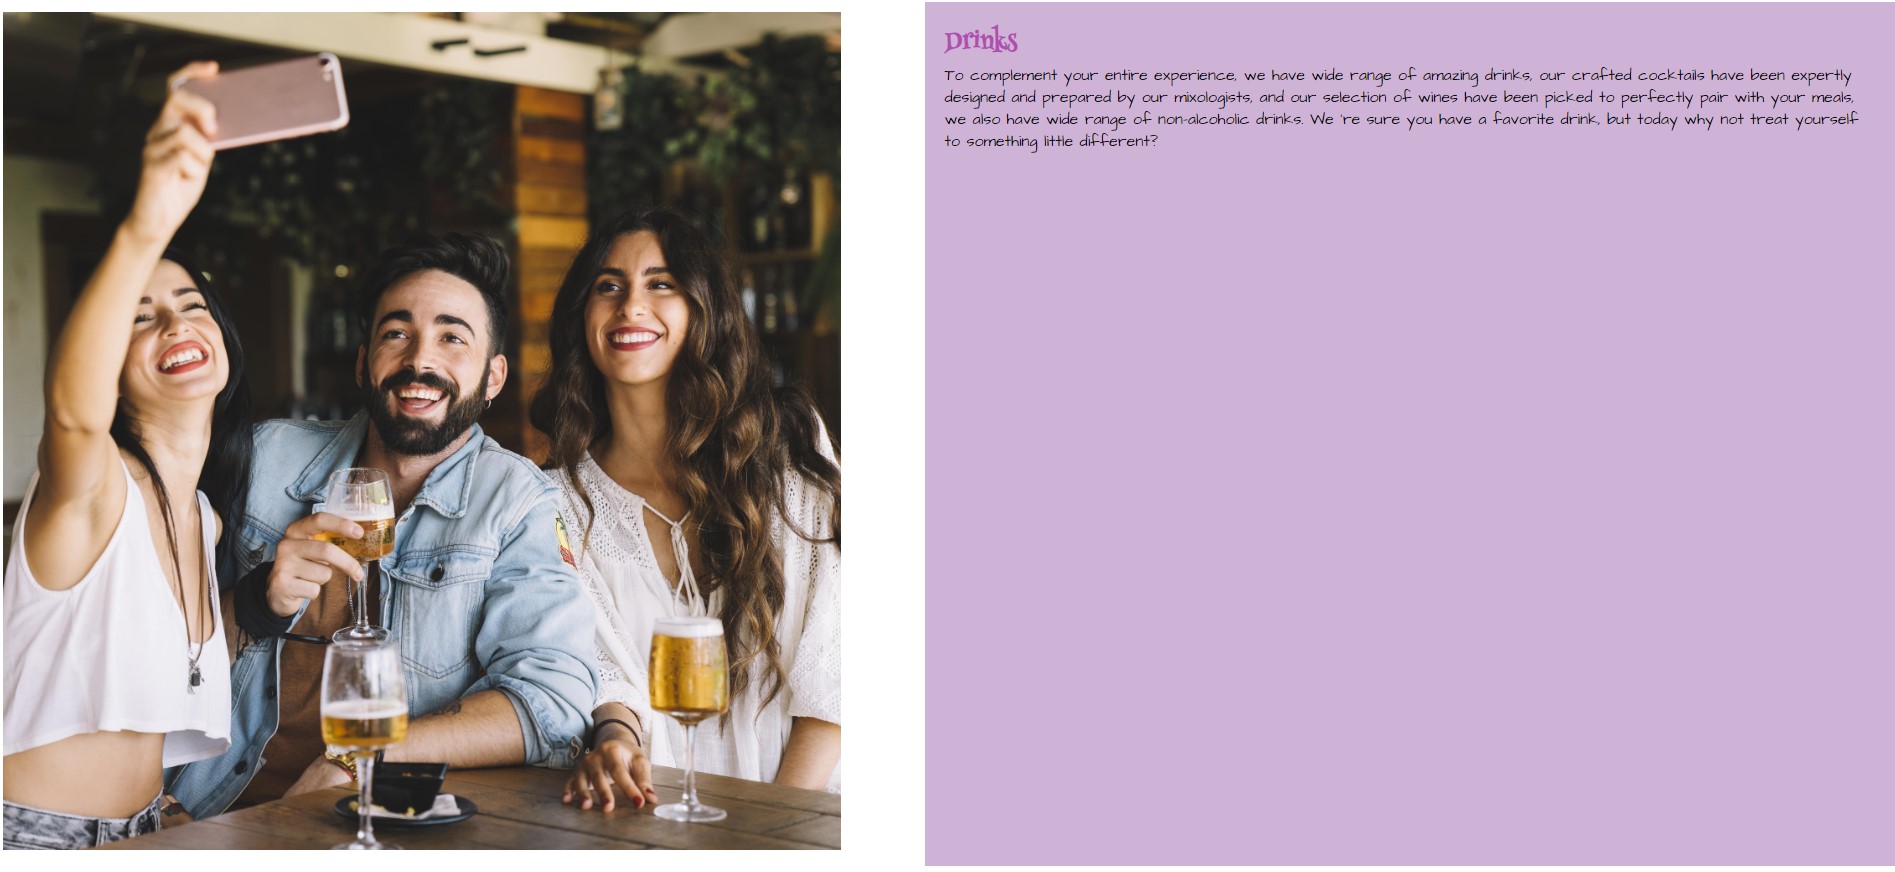 Drinks
To complement your entire experience, we have wide range of amazing drinks, our crafted cocktails have been expertly
designed and prepared by our mixologists, and our selection of wines have been picked to perfectly pair with your meals,
we also have wide range of non-alcoholic drinks. We 're sure you have a favorite drink, but today why not treat yourself
to something little different?